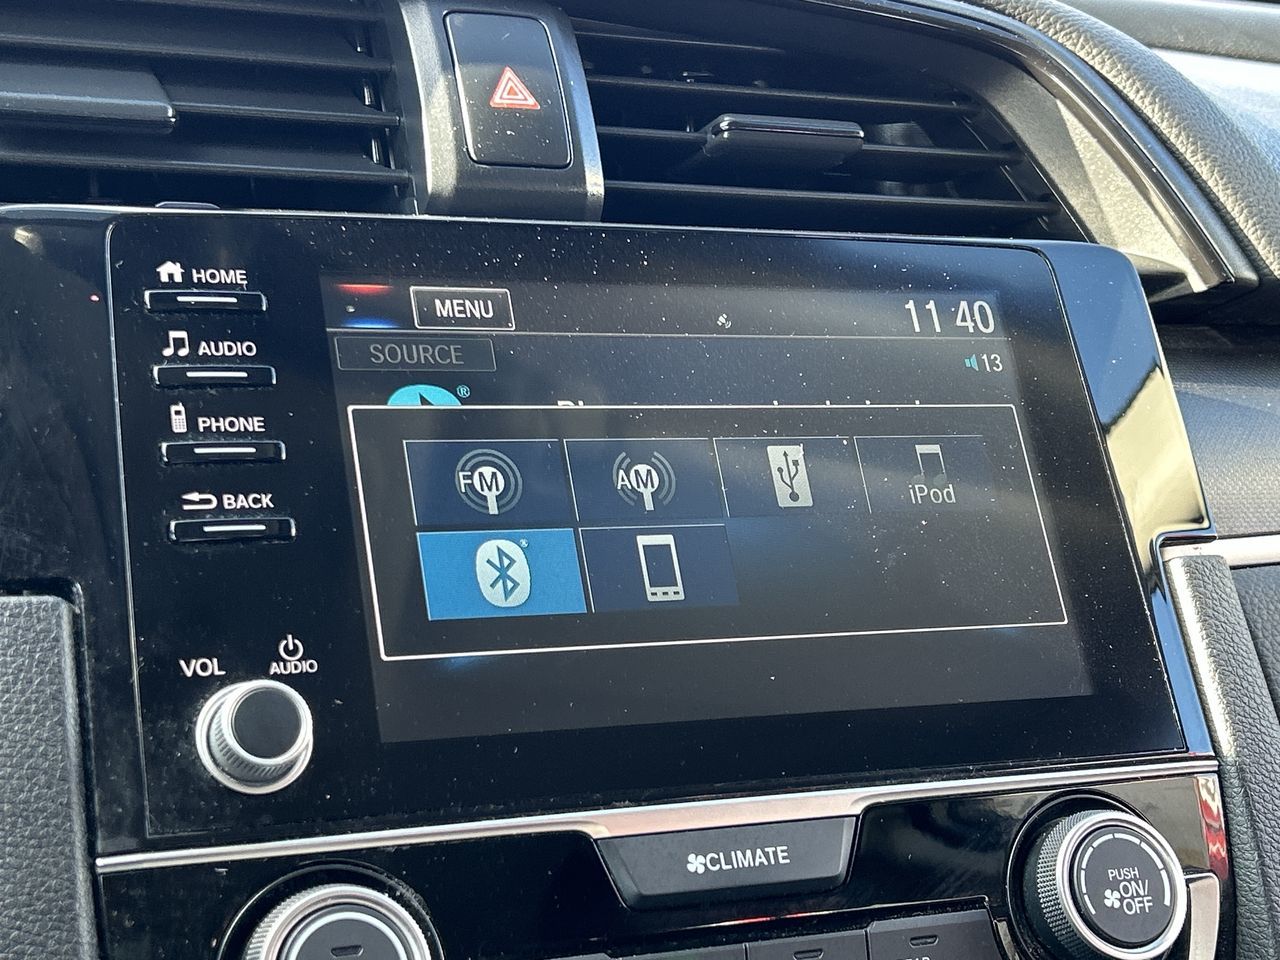 HOME
AUDIO
PHONE
BACK
VOL
AUDIO
MENU
11 40
SOURCE
13
®
FM
AM
iPod
CLIMATE
PUSH
ON/
OFF